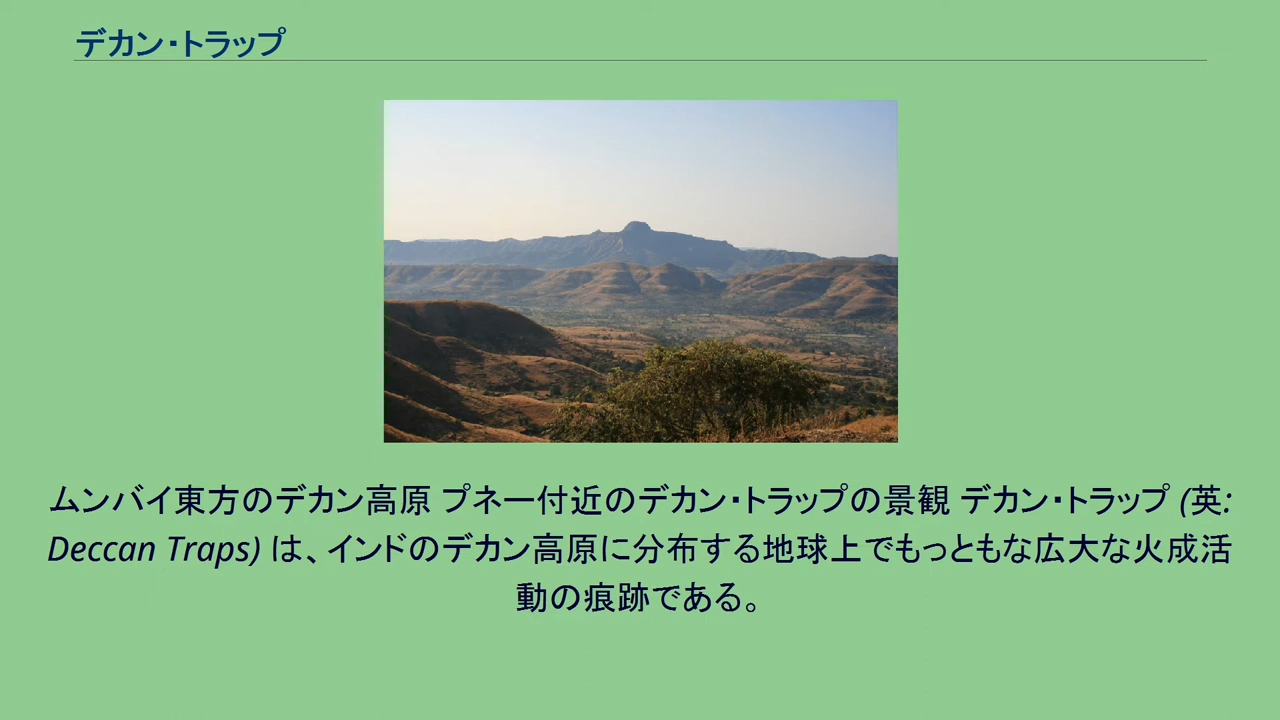 デカン・トラップ
ムンバイ東方のデカン高原 プネー付近のデカン・トラップの景観 デカン・トラップ (英:
Deccan Traps) は、インドのデカン高原に分布する地球上でもっともな広大な火成活
動の痕跡である。